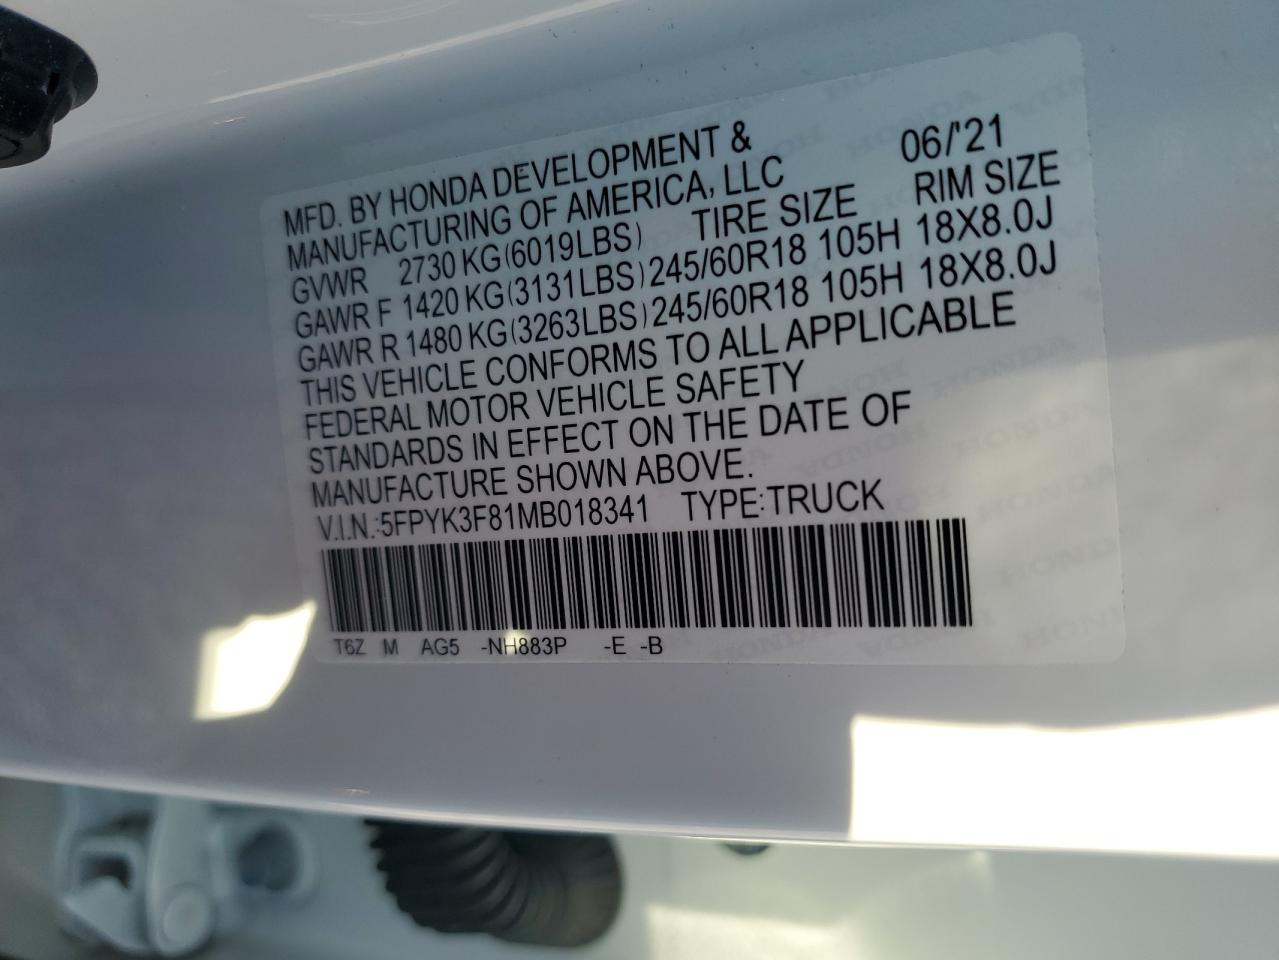 MFD. BY HONDA DEVELOPMENT & 06/'21
MANUFACTURING OF AMERICA, LLC
GVWR 2730 KG(6019LBS) TIRE SIZE RIM SIZE
GAWR F 1420 KG(3131LBS)245/60R18 105H 18X8.0J
GAWR R 1480 KG(3263LBS)245/60R18 105H 18X8.0J
THIS VEHICLE CONFORMS TO ALL APPLICABLE
FEDERAL MOTOR VEHICLE SAFETY
STANDARDS IN EFFECT ON THE DATE OF
MANUFACTURE SHOWN ABOVE.
V.I.N.:5FPYK3F81MB018341 TYPE:TRUCK
T6Z M AG5 -NH883P -E -B